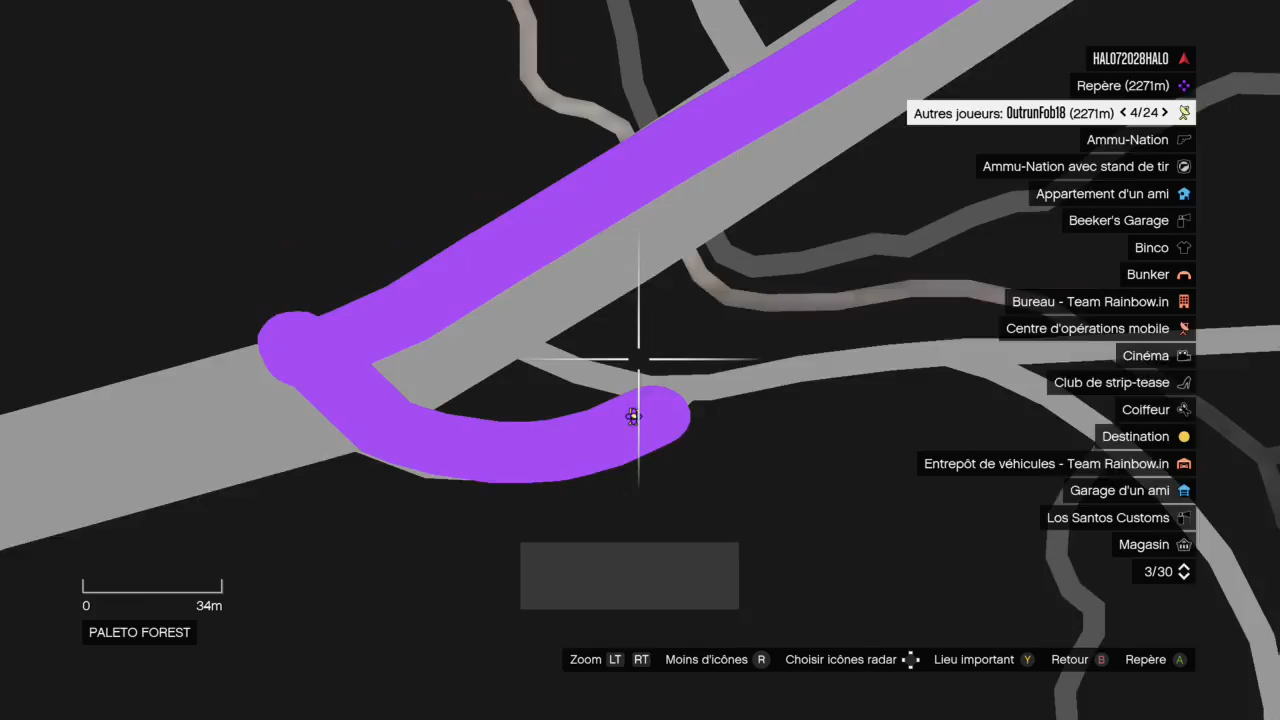 HALO72028HALO
Repère (2271m)
Autres joueurs: OutrunFob18 (2271m) < 4/24 >
Ammu-Nation
Ammu-Nation avec stand de tir
Appartement d'un ami
Beeker's Garage
Binco
Bunker
Bureau - Team Rainbow.in
Centre d'opérations mobile
Cinéma
Club de strip-tease
Coiffeur
Destination
Entrepôt de véhicules - Team Rainbow.in
Garage d'un ami
Los Santos Customs
Magasin
3/30
0 34m
PALETO FOREST
Zoom LT RT Moins d'icônes R Choisir icônes radar Lieu important Y Retour B Repère A